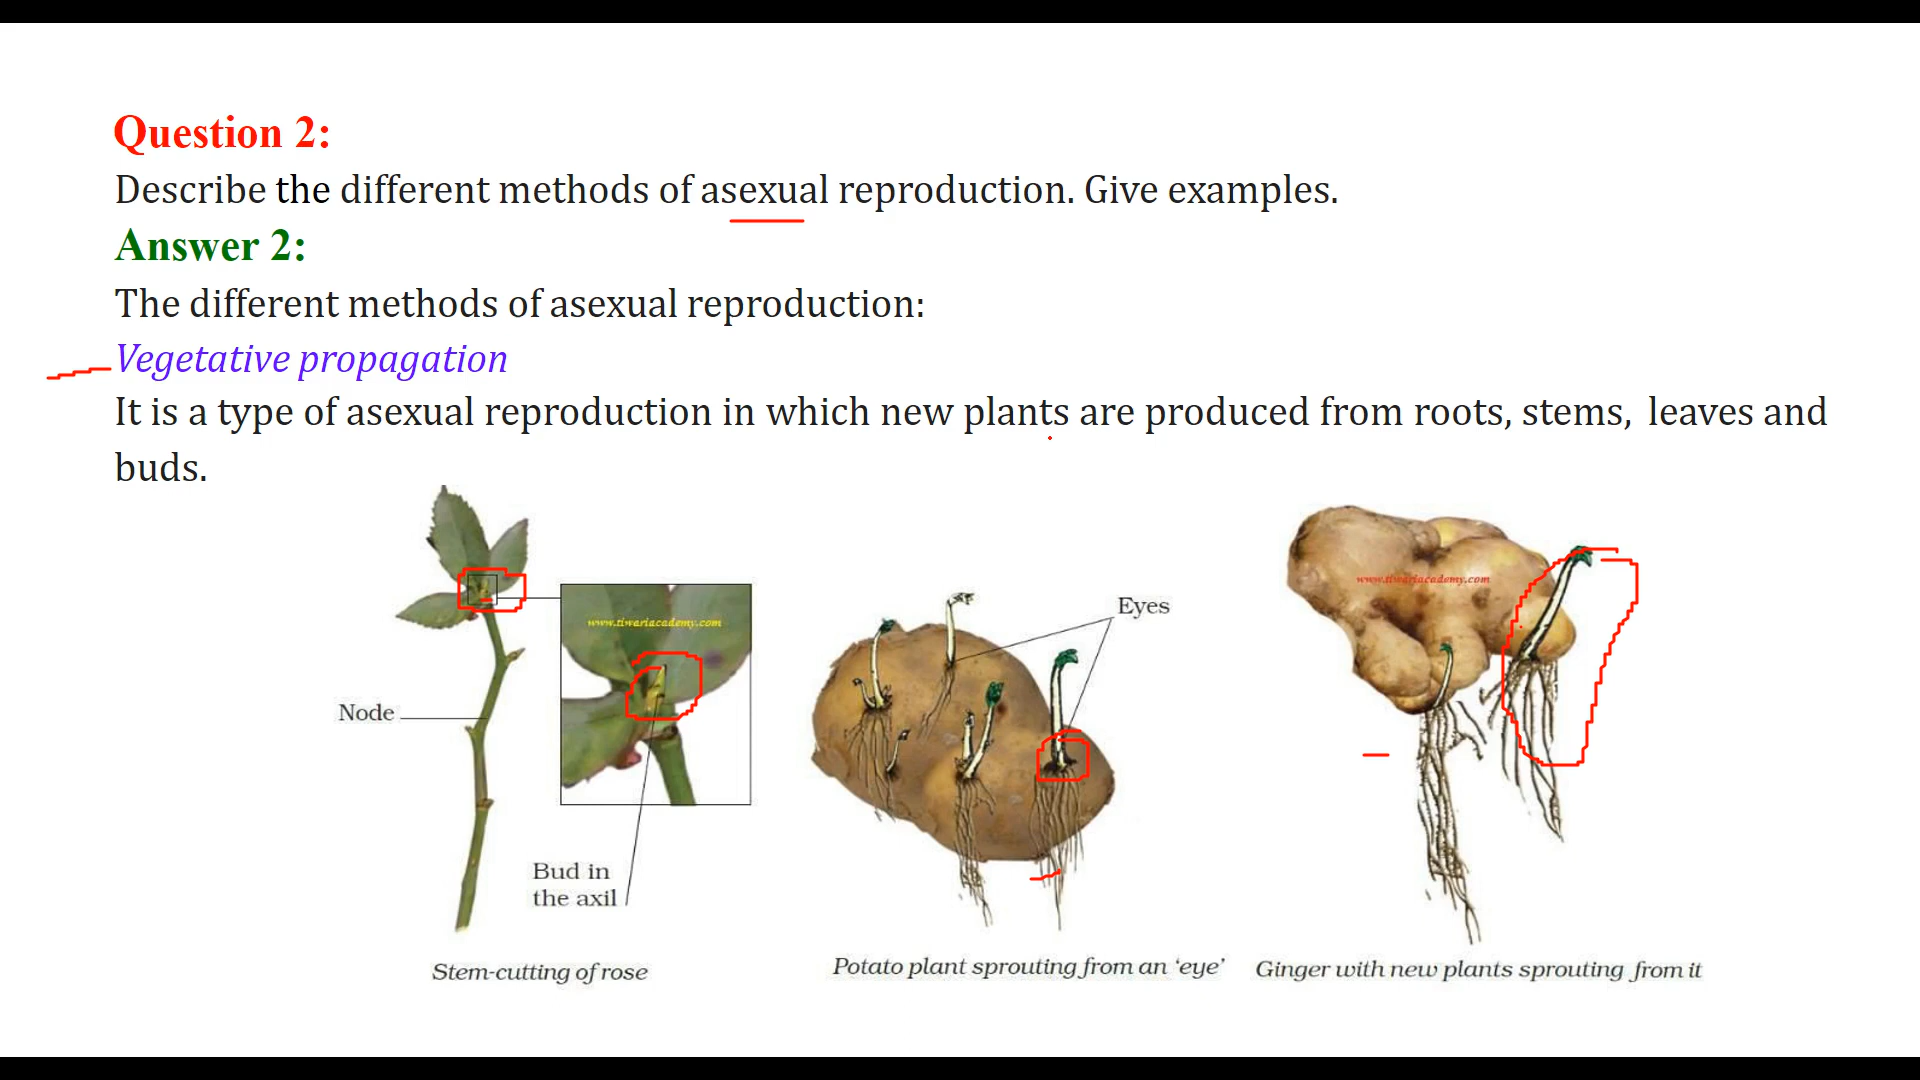 Question 2:
Describe the different methods of asexual reproduction. Give examples.
Answer 2:
The different methods of asexual reproduction:
Vegetative propagation
It is a type of asexual reproduction in which new plants are produced from roots, stems, leaves and
buds.
www.tiwariacademy.com
Node
Bud in
the axil
Stem-cutting of rose
Eyes
Potato plant sprouting from an ‘eye’
www.tiwariacademy.com
Ginger with new plants sprouting from it